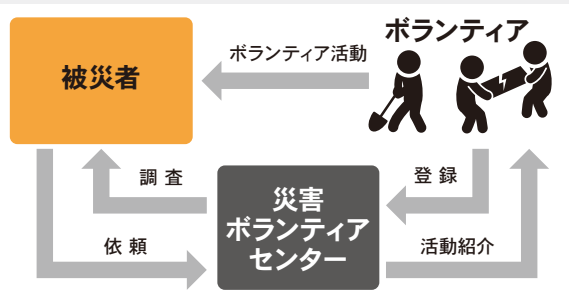 ボランティア
ボランティア活動
被災者
調査
登録
災害
ボランティア
センター
依頼
活動紹介